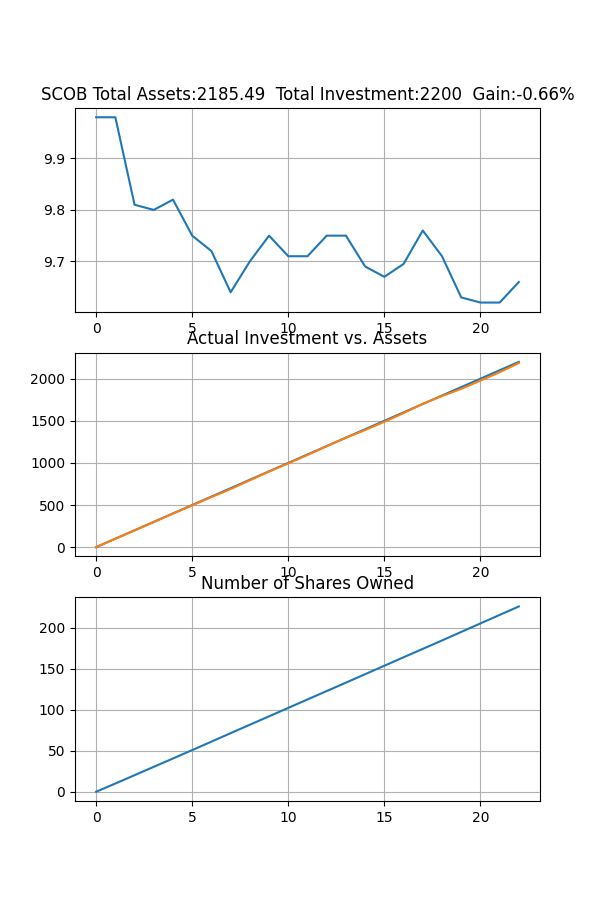 SCOB Total Assets:2185.49  Total Investment:2200  Gain:-0.66%
9.9
9.8
9.7
0 5 10 15 20
Actual Investment vs. Assets
2000
1500
1000
500
0
0 5 10 15 20
Number of Shares Owned
200
150
100
50
0
0 5 10 15 20